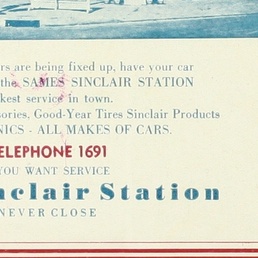 rs are being fixed up, have your car
the SAMES SINCLAIR STATION
kest service in town.
sories, Good-Year Tires Sinclair Products
NICS - ALL MAKES OF CARS.
ELEPHONE 1691
YOU WANT SERVICE
nclair Station
NEVER CLOSE